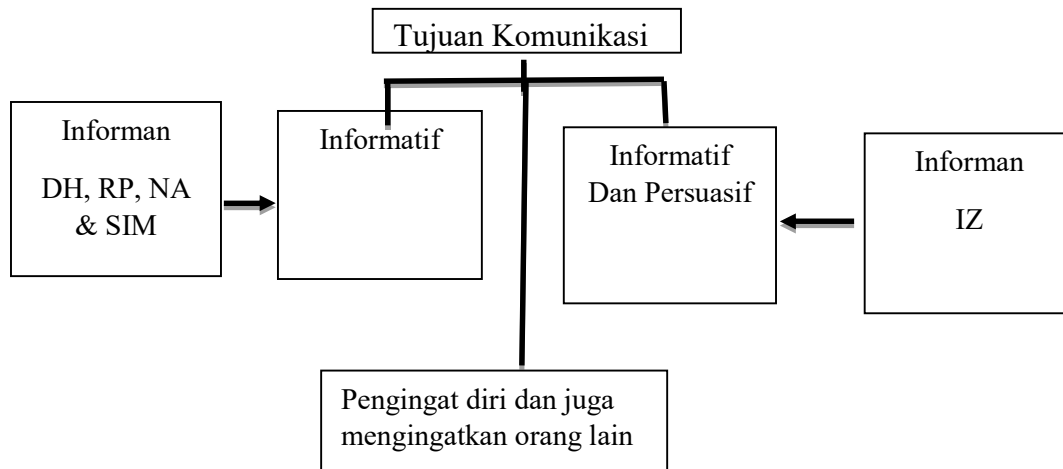 Tujuan Komunikasi
Informan
DH, RP, NA
& SIM
Informatif
Informatif
Dan Persuasif
Informan
IZ
Pengingat diri dan juga
mengingatkan orang lain